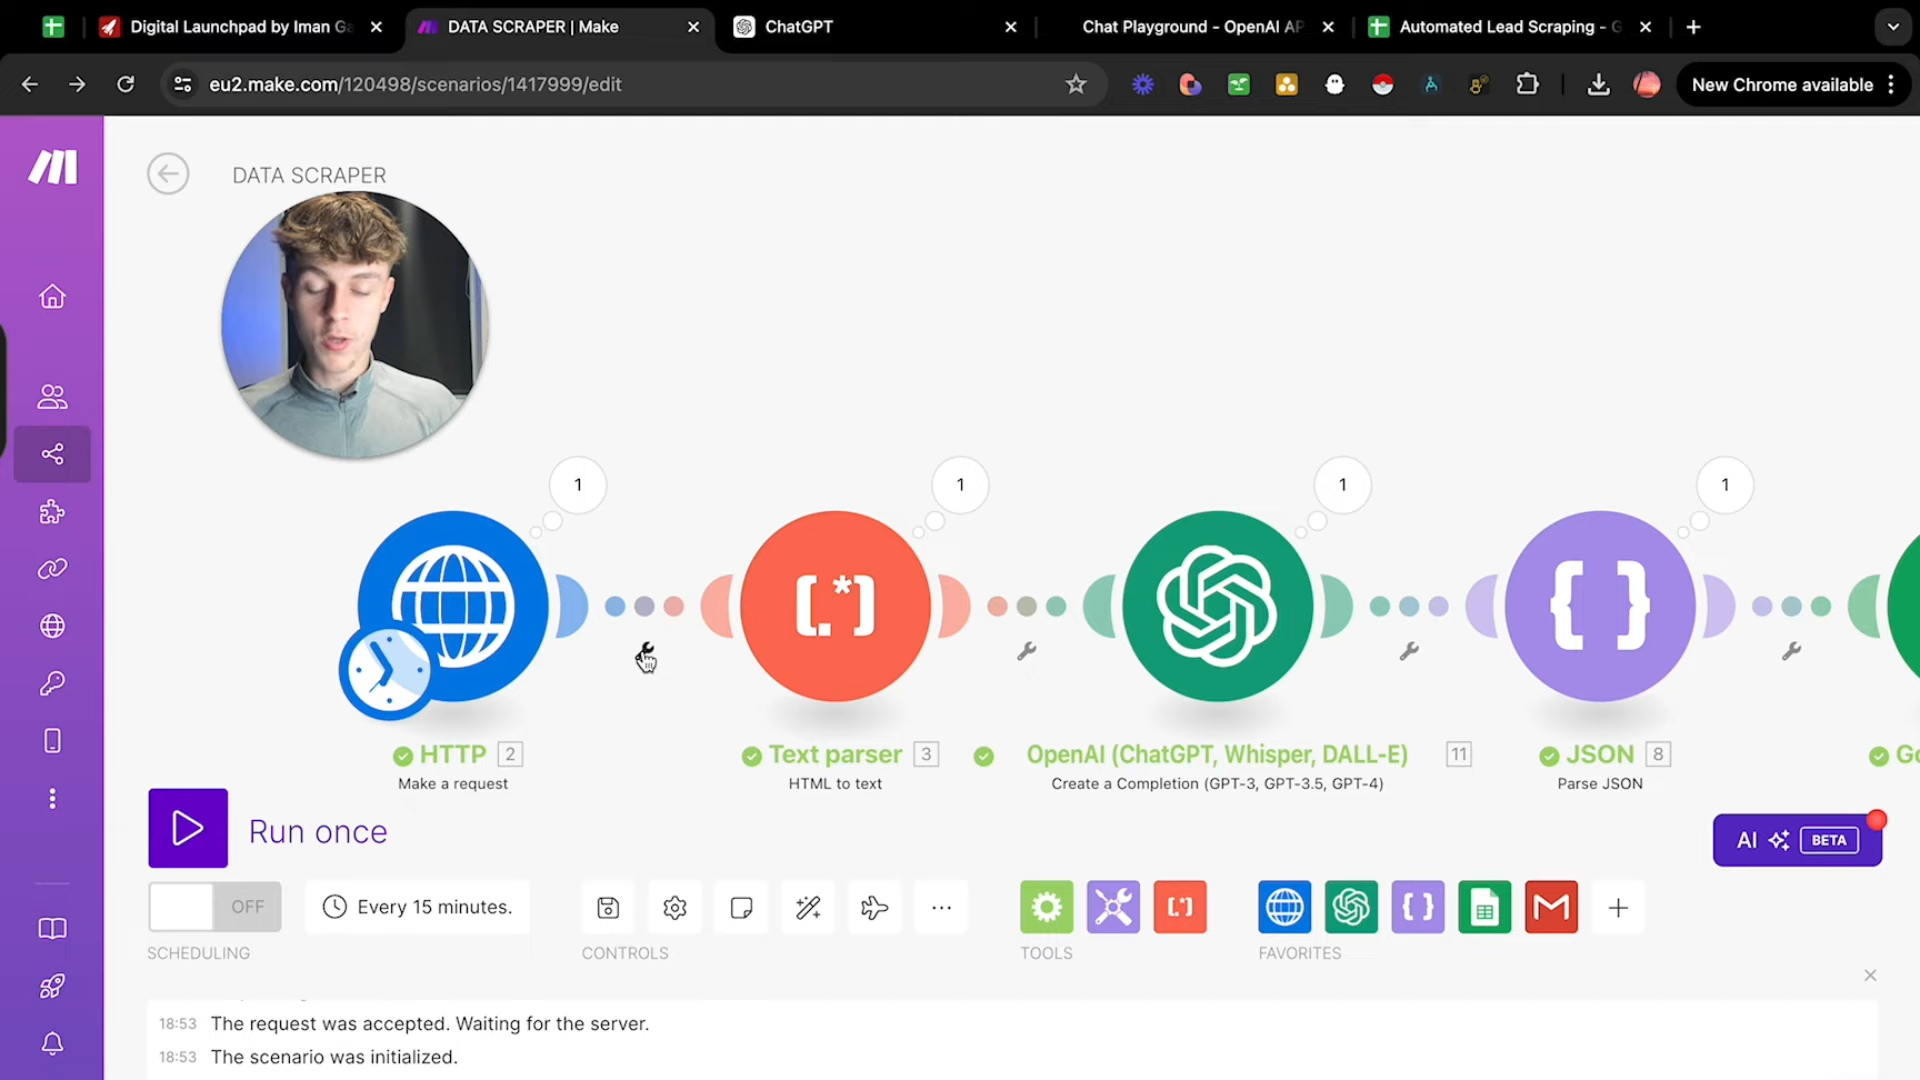 Digital Launchpad by Iman Ga
DATA SCRAPER | Make
ChatGPT
Chat Playground - OpenAI AP
Automated Lead Scraping - G
eu2.make.com/120498/scenarios/1417999/edit
New Chrome available
DATA SCRAPER
1
1
1
1
HTTP 2
Make a request
Text parser 3
HTML to text
OpenAI (ChatGPT, Whisper, DALL-E) 11
Create a Completion (GPT-3, GPT-3.5, GPT-4)
JSON 8
Parse JSON
Go
Run once
AI BETA
OFF
Every 15 minutes.
SCHEDULING
CONTROLS
TOOLS
FAVORITES
18:53 The request was accepted. Waiting for the server.
18:53 The scenario was initialized.